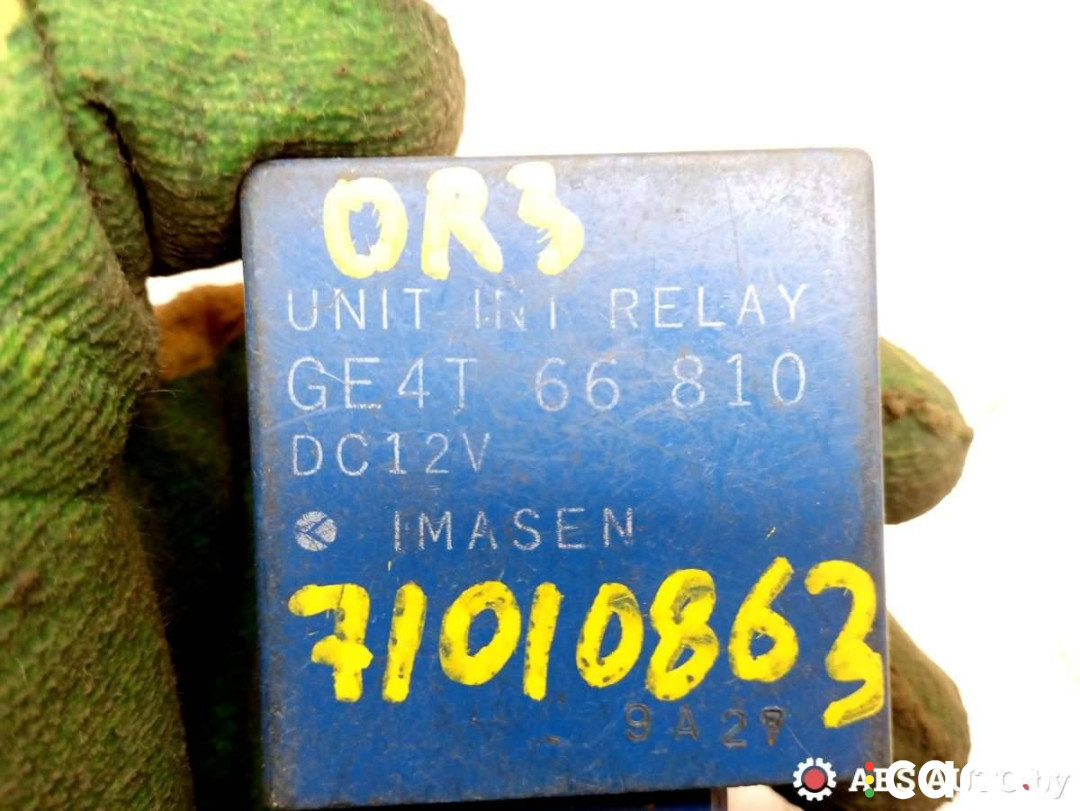 OR3
UNIT INT RELAY
GE4T 66 810
DC12V
IMASEN
71010863
9A27